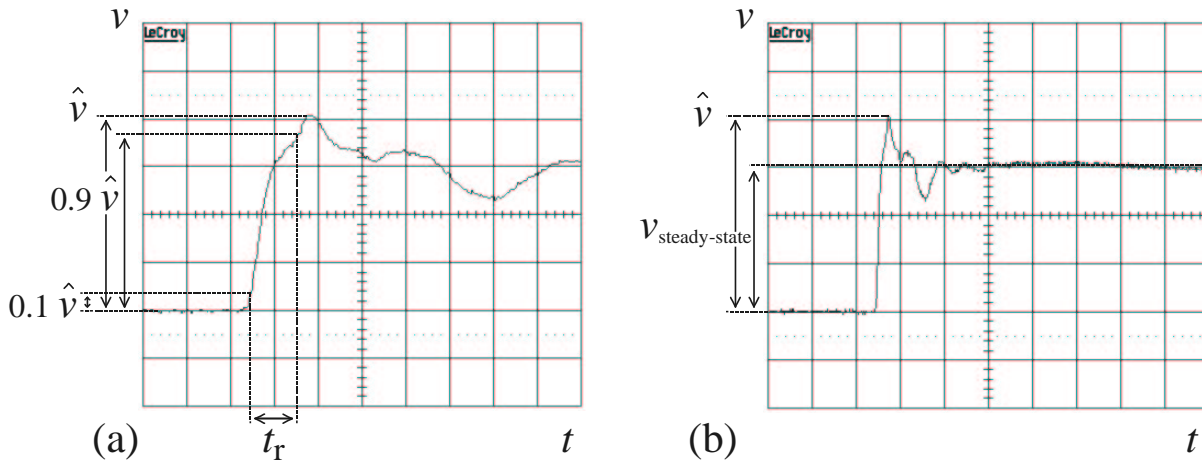 v
LeCroy
v̂
0.9 v̂
0.1 v̂
(a)
t_r
t
v
LeCroy
v̂
v_steady-state
(b)
t